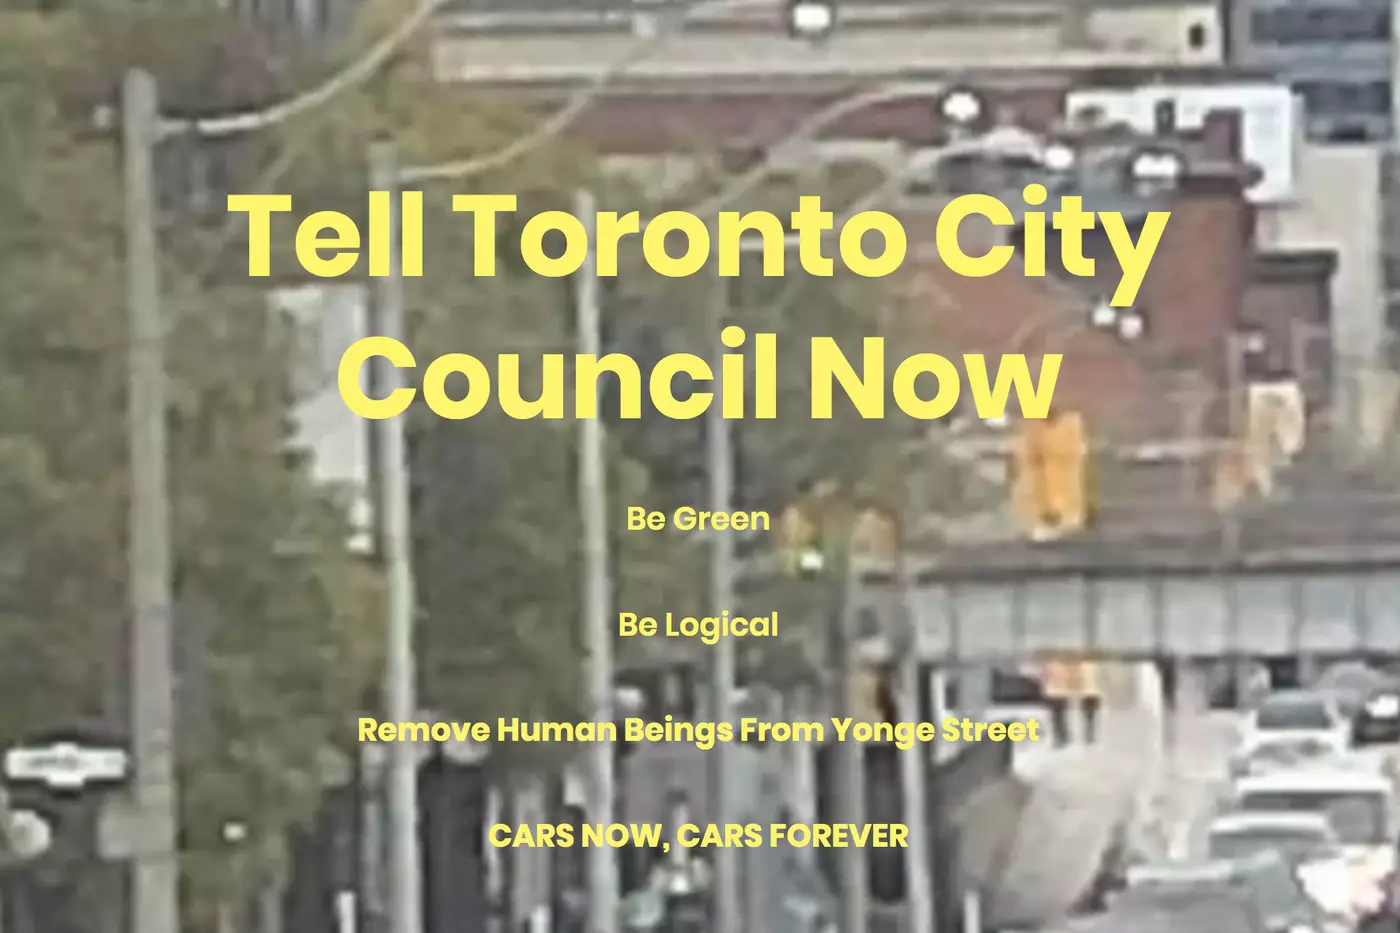 Tell Toronto City
Council Now
Be Green
Be Logical
Remove Human Beings From Yonge Street
CARS NOW, CARS FOREVER